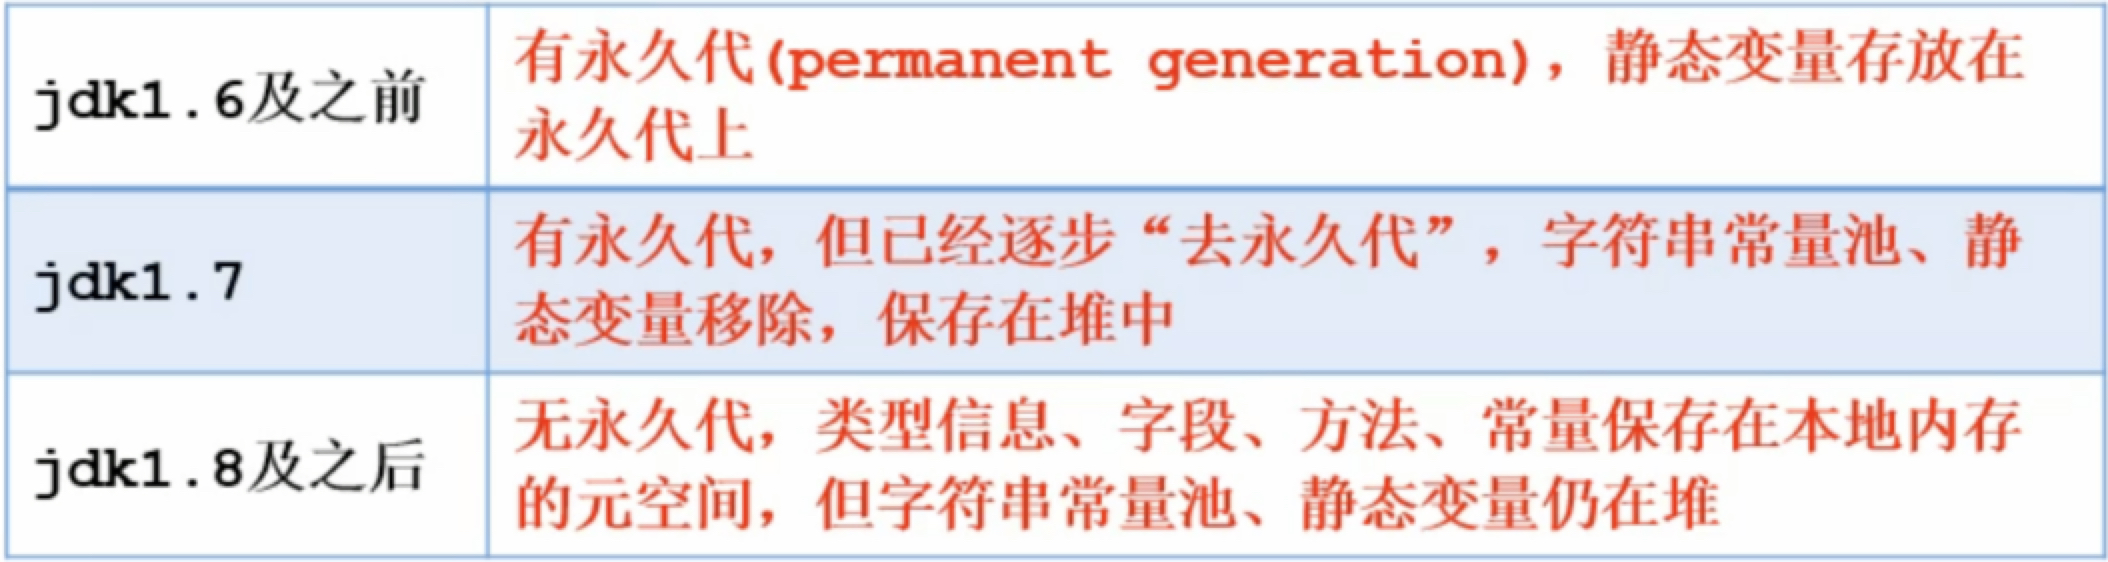 jdk1.6及之前
有永久代(permanent generation)，静态变量存放在
永久代上
jdk1.7
有永久代，但已经逐步“去永久代”，字符串常量池、静
态变量移除，保存在堆中
jdk1.8及之后
无永久代，类型信息、字段、方法、常量保存在本地内存
的元空间，但字符串常量池、静态变量仍在堆